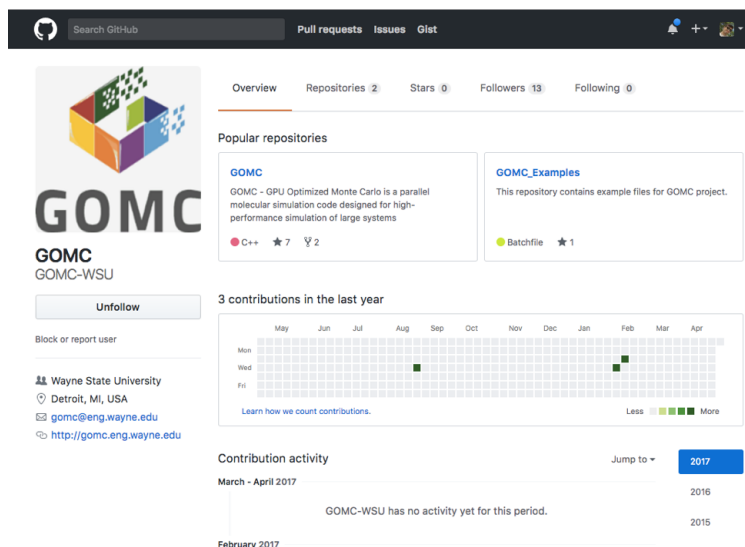 Search GitHub
Pull requests Issues Gist
GOMC
GOMC
GOMC-WSU
Unfollow
Block or report user
Wayne State University
Detroit, MI, USA
gomc@eng.wayne.edu
http://gomc.eng.wayne.edu
Overview Repositories 2 Stars 0 Followers 13 Following 0
Popular repositories
GOMC
GOMC - GPU Optimized Monte Carlo is a parallel
molecular simulation code designed for high-
performance simulation of large systems
C++ 7 2
GOMC_Examples
This repository contains example files for GOMC project.
Batchfile 1
3 contributions in the last year
May Jun Jul Aug Sep Oct Nov Dec Jan Feb Mar Apr
Mon
Wed
Fri
Learn how we count contributions.
Less More
Contribution activity
Jump to
2017
2016
2015
March - April 2017
GOMC-WSU has no activity yet for this period.
February 2017